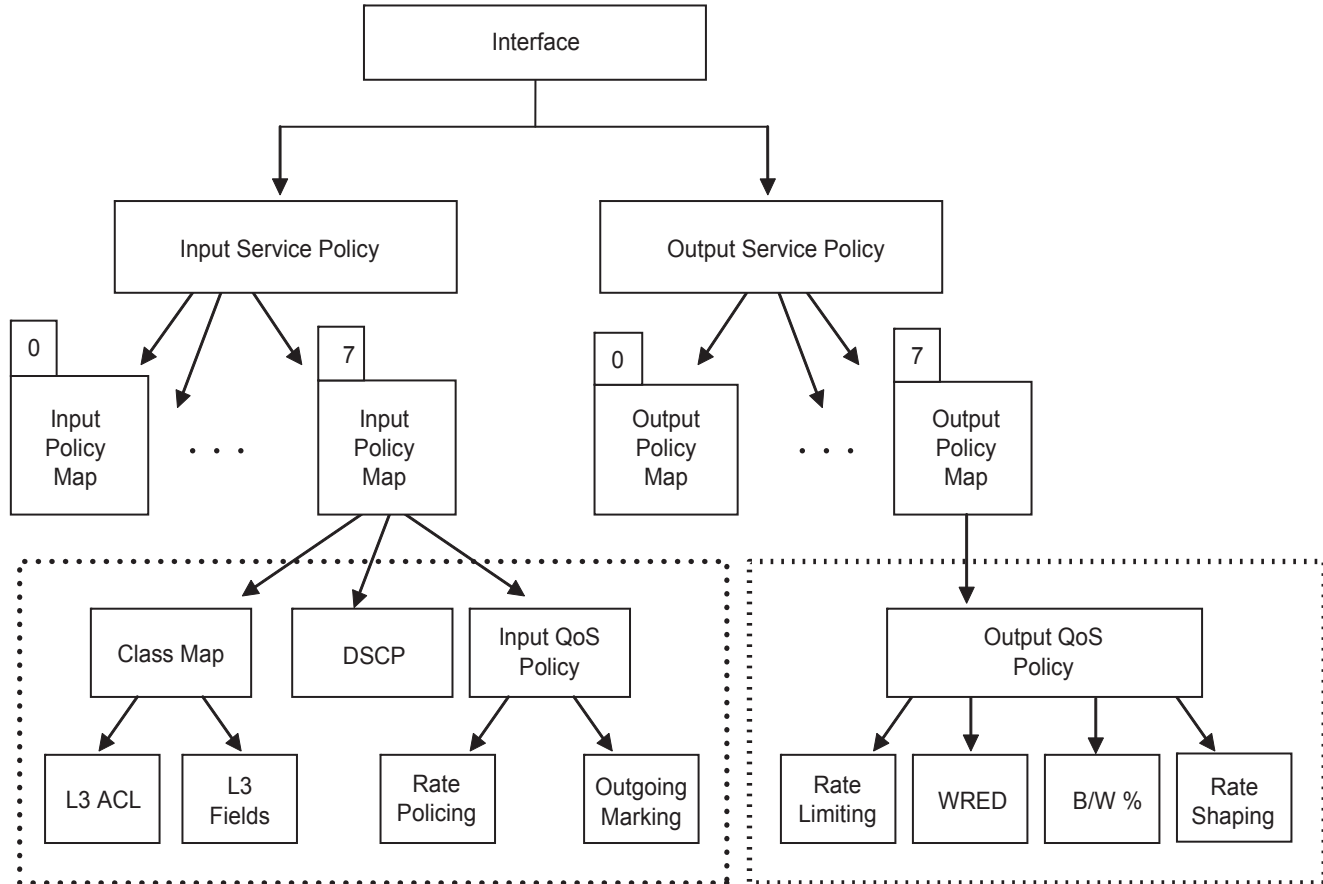 Interface
Input Service Policy
Output Service Policy
0
Input
Policy
Map
. . .
7
Input
Policy
Map
0
Output
Policy
Map
. . .
7
Output
Policy
Map
Class Map
DSCP
Input QoS
Policy
Output QoS
Policy
L3 ACL
L3
Fields
Rate
Policing
Outgoing
Marking
Rate
Limiting
WRED
B/W %
Rate
Shaping